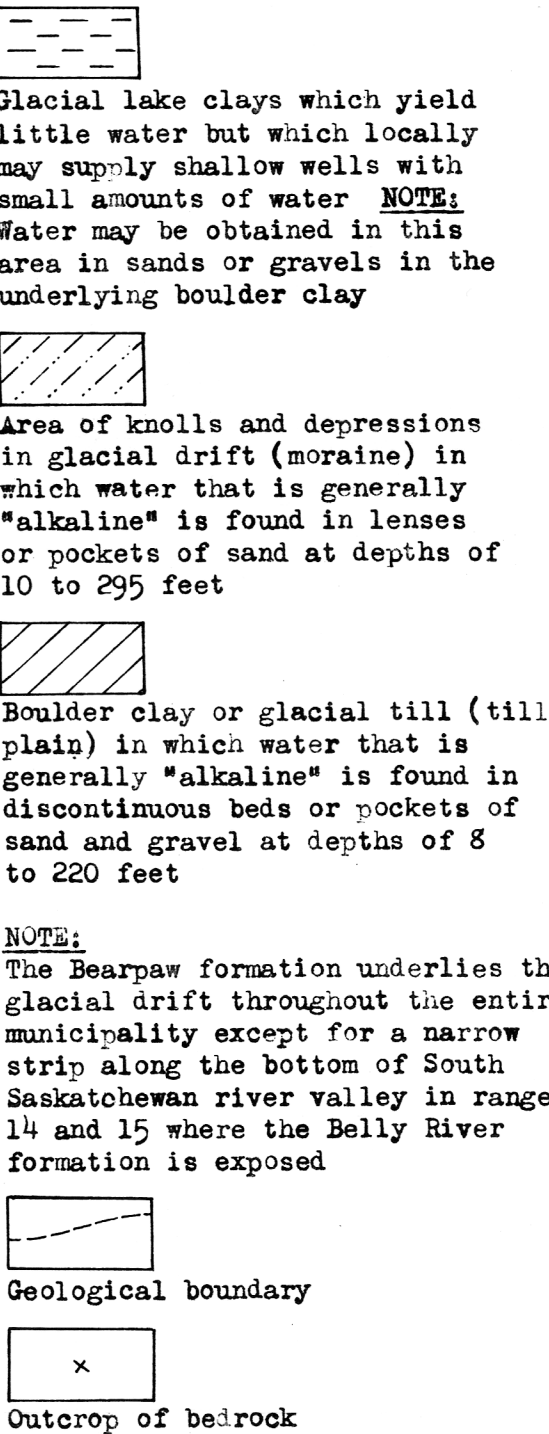 Glacial lake clays which yield
little water but which locally
may supply shallow wells with
small amounts of water NOTE:
Water may be obtained in this
area in sands or gravels in the
underlying boulder clay
Area of knolls and depressions
in glacial drift (moraine) in
which water that is generally
"alkaline" is found in lenses
or pockets of sand at depths of
10 to 295 feet
Boulder clay or glacial till (till
plain) in which water that is
generally "alkaline" is found in
discontinuous beds or pockets of
sand and gravel at depths of 8
to 220 feet
NOTE:
The Bearpaw formation underlies th
glacial drift throughout the entir
municipality except for a narrow
strip along the bottom of South
Saskatchewan river valley in range
14 and 15 where the Belly River
formation is exposed
Geological boundary
Outcrop of bedrock